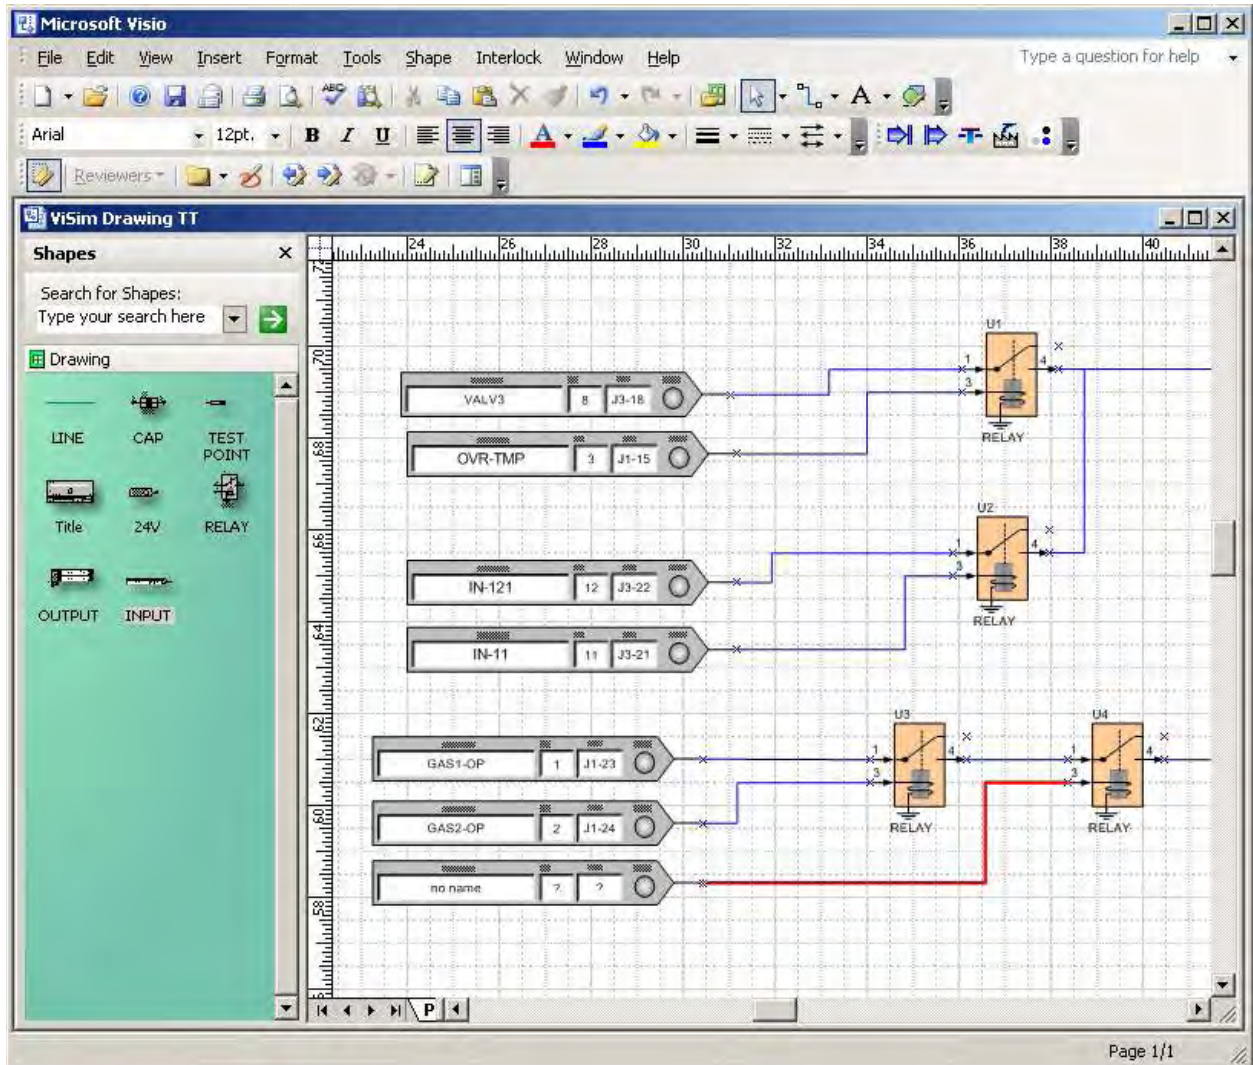 Microsoft Visio
File Edit View Insert Format Tools Shape Interlock Window Help Type a question for help
Arial 12pt. B I U A
Reviewers
ViSim Drawing TT
Shapes
Search for Shapes:
Type your search here
Drawing
LINE CAP TEST POINT
Title 24V RELAY
OUTPUT INPUT
24 26 28 30 32 34 36 38 40
70
68
66
64
62
60
58
U1
1 4
3
VALV3 8 J3-18
RELAY
OVR-TMP 3 J1-15
U2
1 4
3
IN-121 12 J3-22
RELAY
IN-11 11 J3-21
U3 U4
1 4 1 4
3 3
GAS1-OP 1 J1-23
GAS2-OP 2 J1-24
RELAY RELAY
no name ? ?
P
Page 1/1